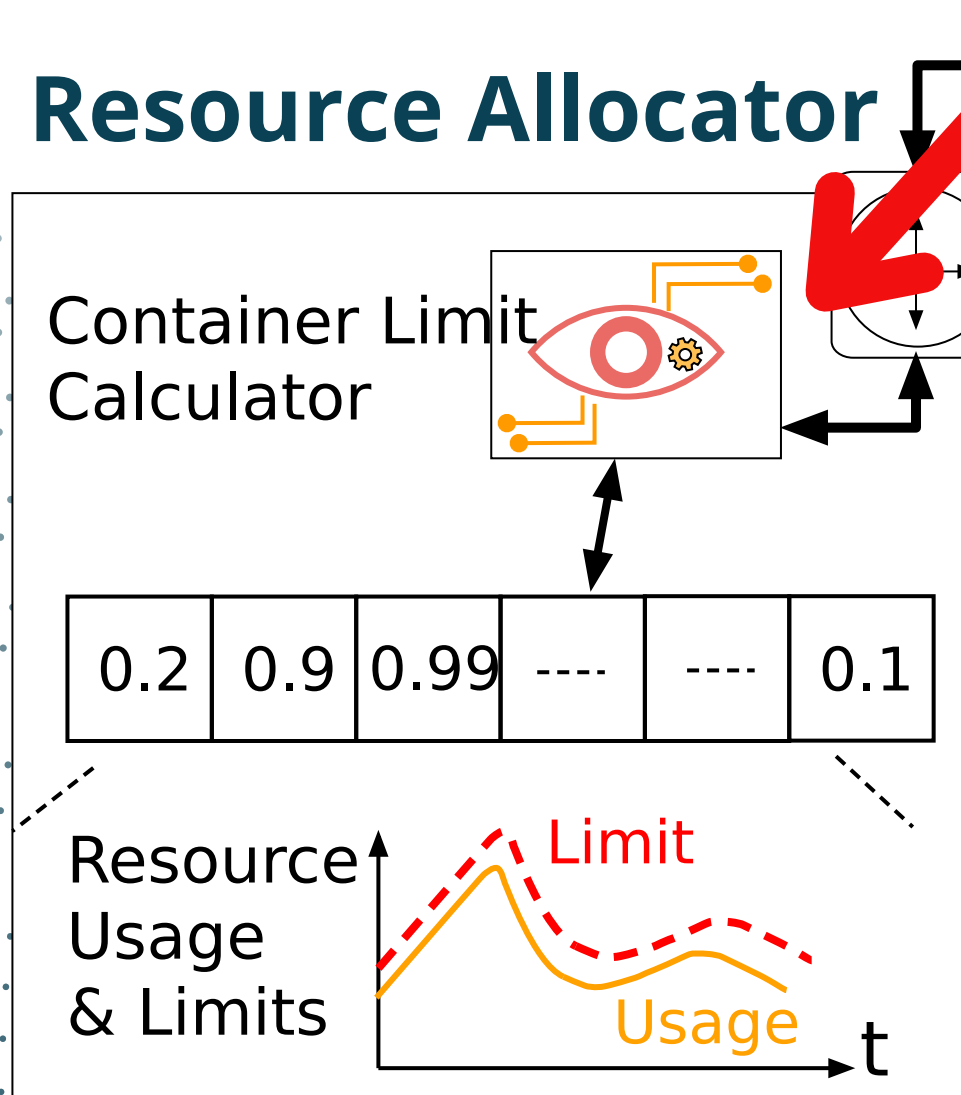 Resource Allocator
Container Limit
Calculator
0.2 0.9 0.99 ---- ---- 0.1
Resource
Usage
& Limits
Limit
Usage
t